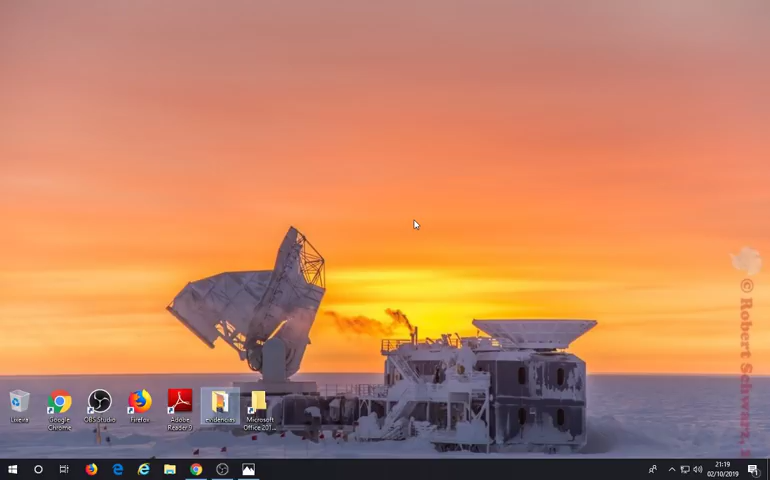 © Robert Schwarz,
Lixeira
Google Chrome
OBS Studio
Firefox
Adobe Reader 9
evidencias
Microsoft Office 201...
21:19
02/10/2019